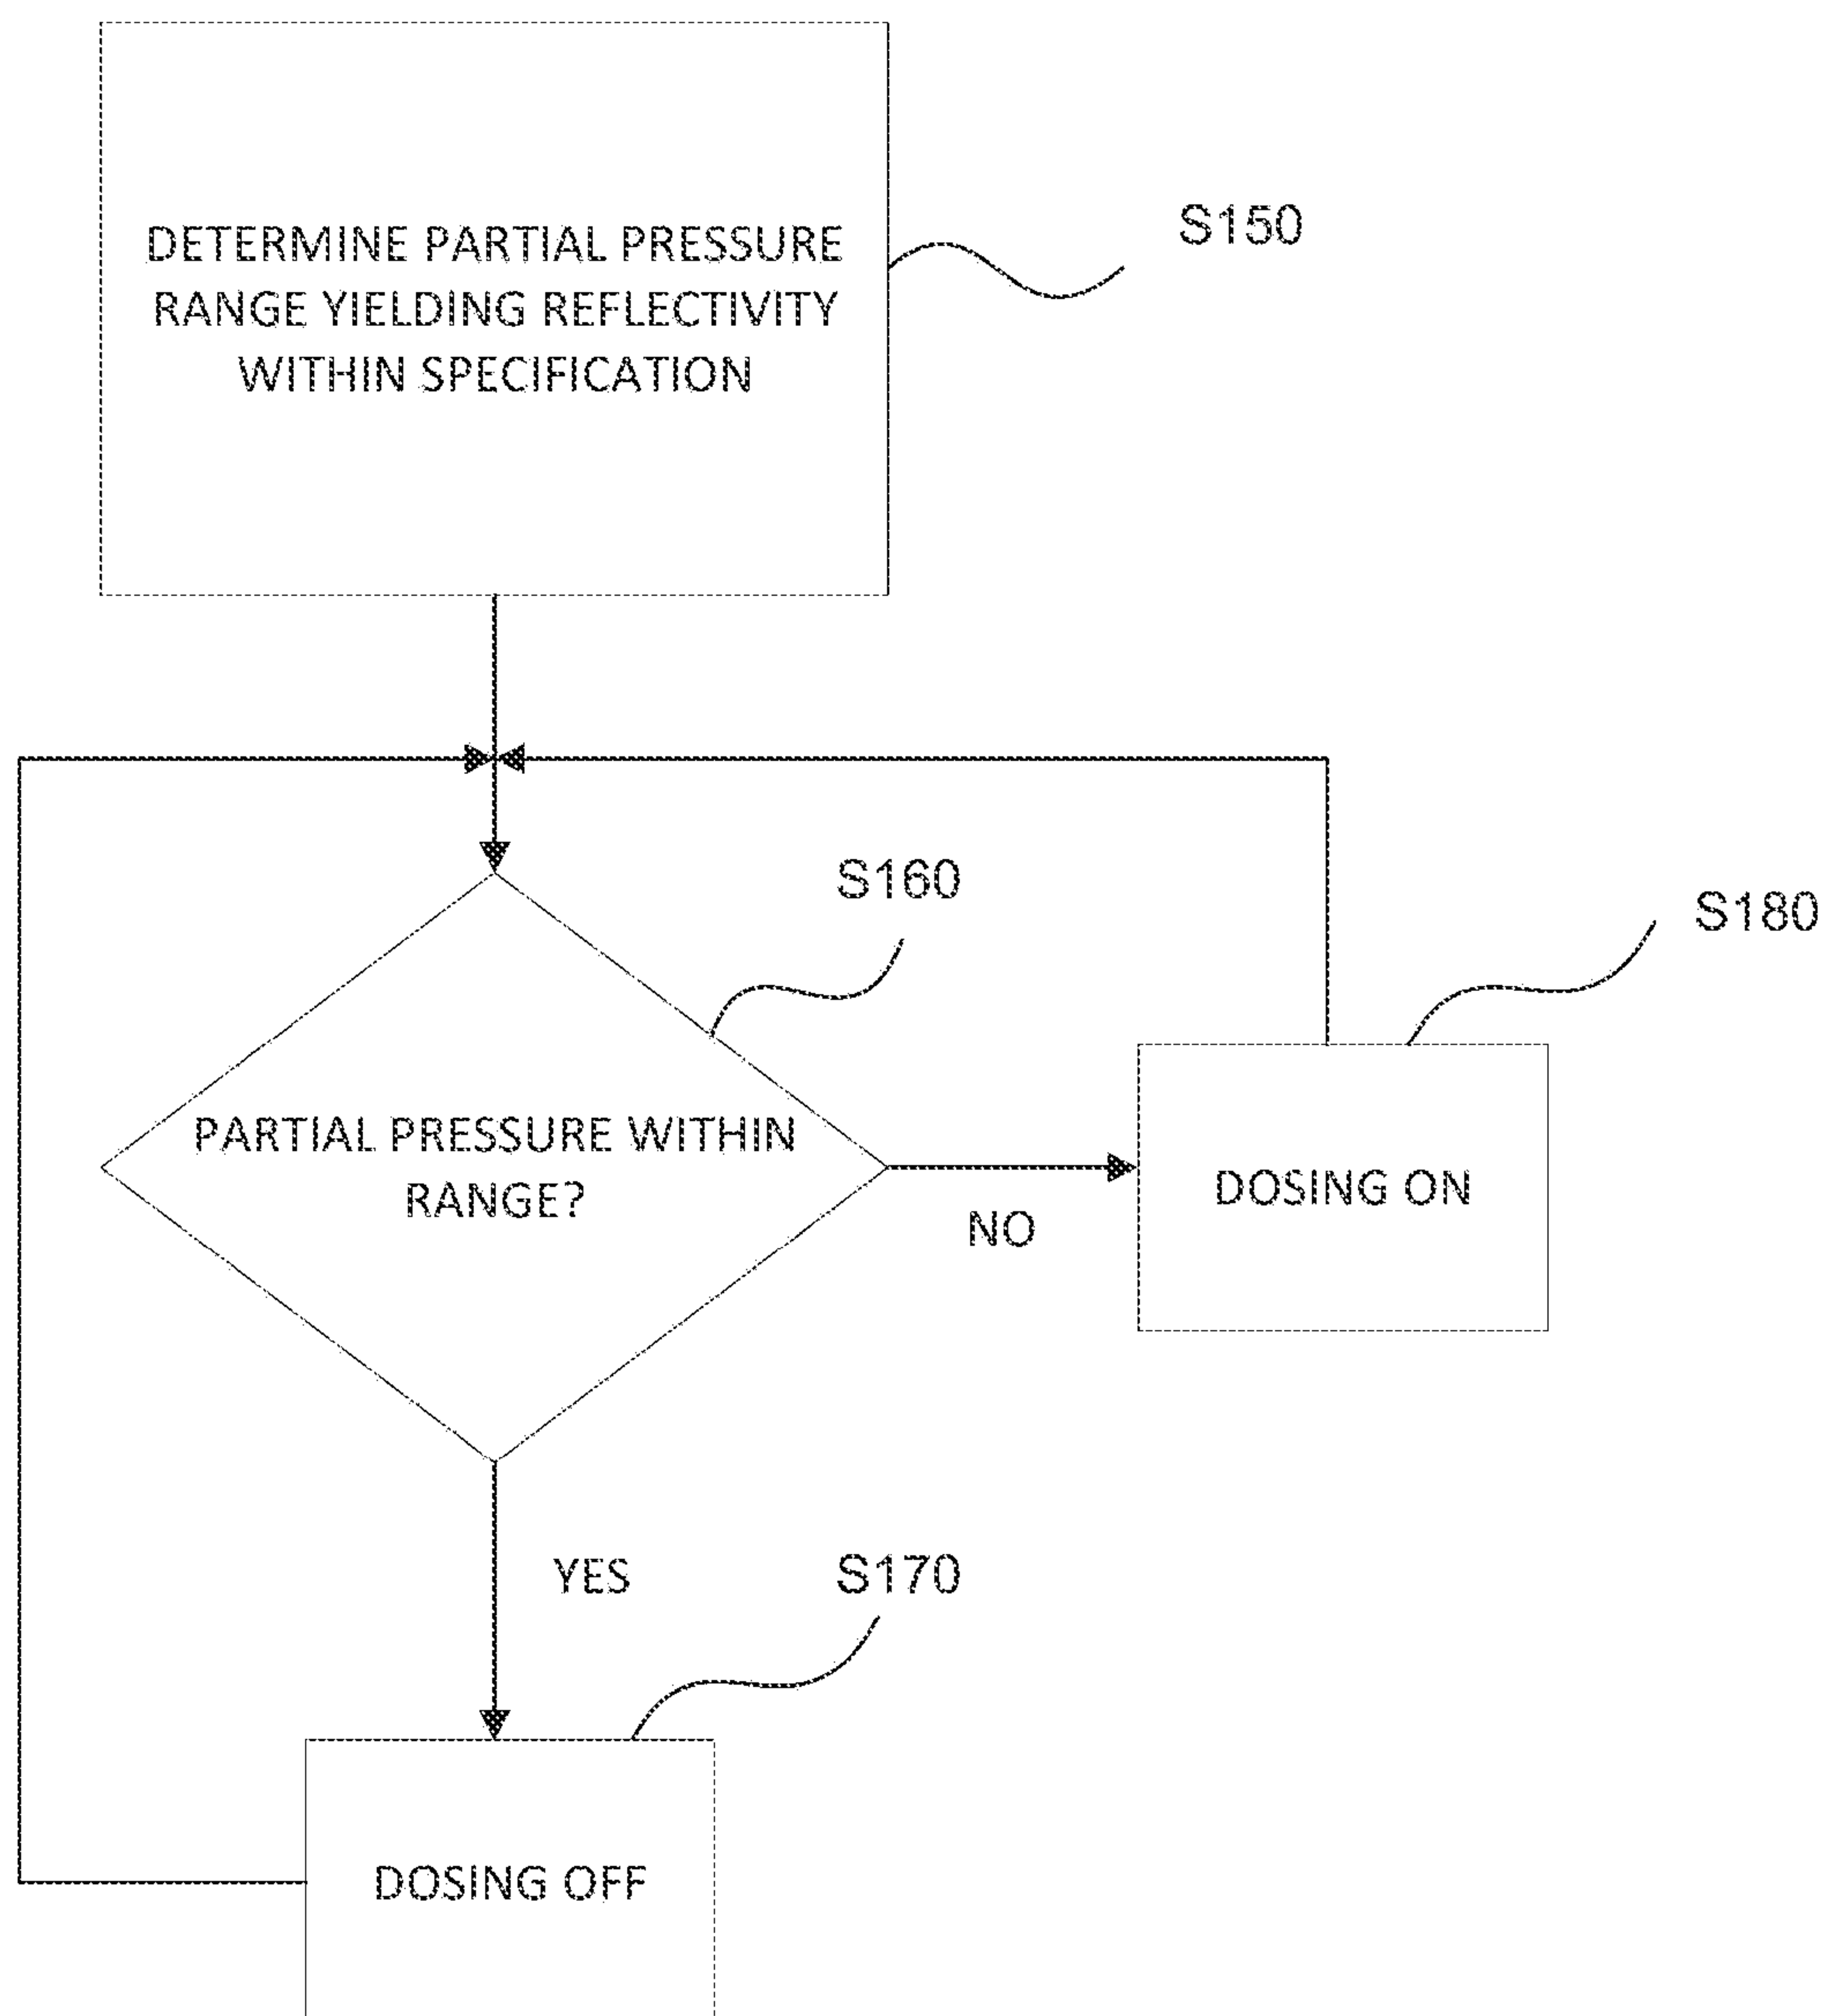 DETERMINE PARTIAL PRESSURE
RANGE YIELDING REFLECTIVITY
WITHIN SPECIFICATION
S150
S160
S180
PARTIAL PRESSURE WITHIN
RANGE?
NO
DOSING ON
YES
S170
DOSING OFF